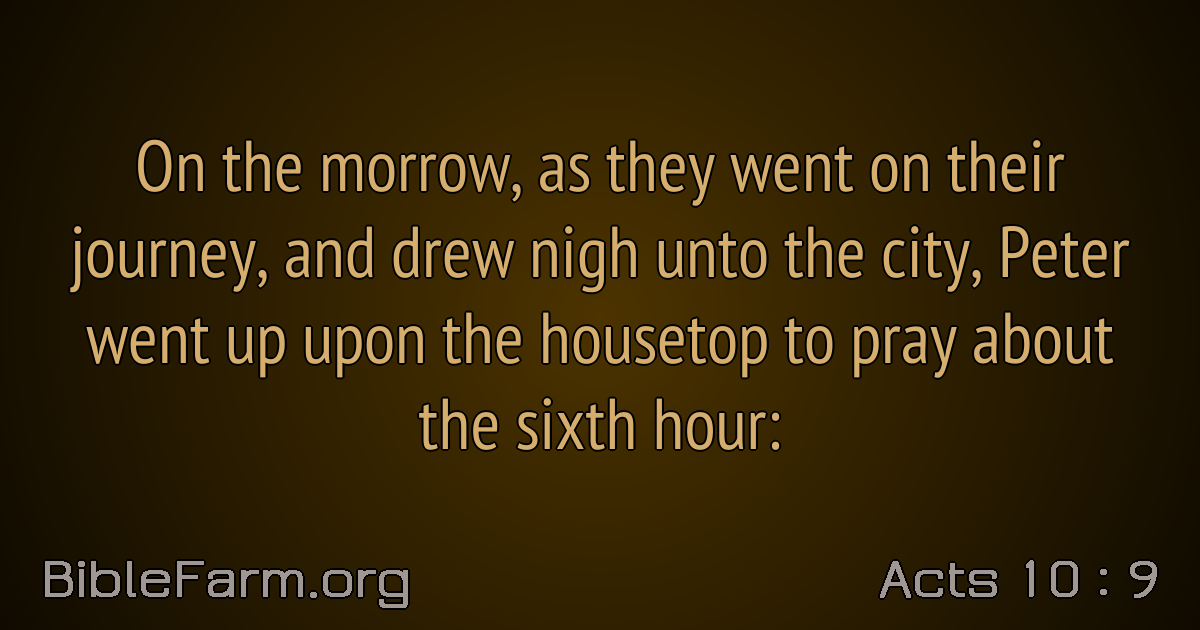 On the morrow, as they went on their
journey, and drew nigh unto the city, Peter
went up upon the housetop to pray about
the sixth hour:
BibleFarm.org
Acts 10 : 9